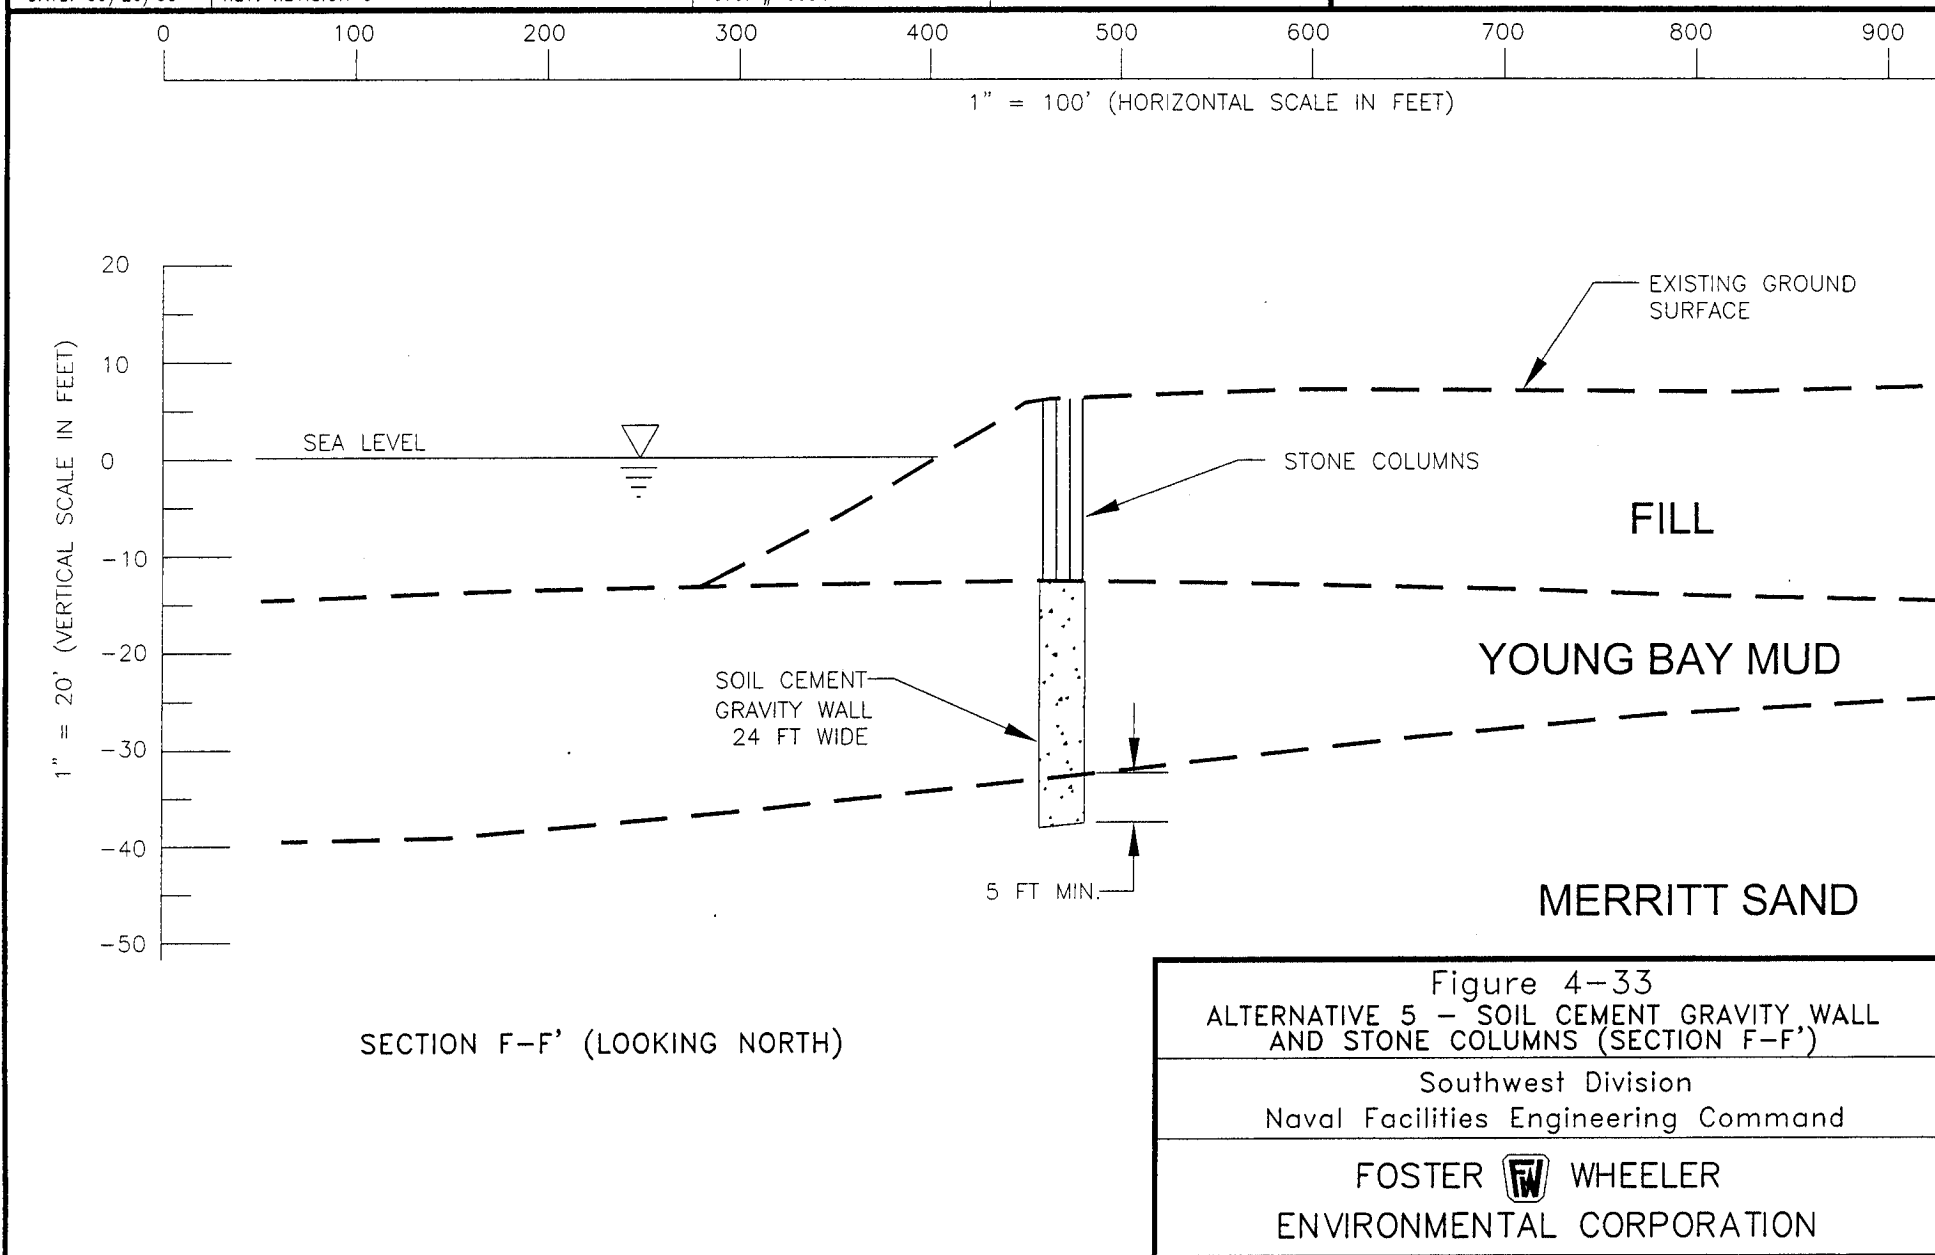 0 100 200 300 400 500 600 700 800 900
1" = 100' (HORIZONTAL SCALE IN FEET)
1" = 20' (VERTICAL SCALE IN FEET)
20
10
0
-10
-20
-30
-40
-50
SEA LEVEL
EXISTING GROUND
SURFACE
STONE COLUMNS
FILL
YOUNG BAY MUD
SOIL CEMENT
GRAVITY WALL
24 FT WIDE
5 FT MIN.
MERRITT SAND
SECTION F-F' (LOOKING NORTH)
Figure 4-33
ALTERNATIVE 5 - SOIL CEMENT GRAVITY WALL
AND STONE COLUMNS (SECTION F-F')
Southwest Division
Naval Facilities Engineering Command
FOSTER FW WHEELER
ENVIRONMENTAL CORPORATION